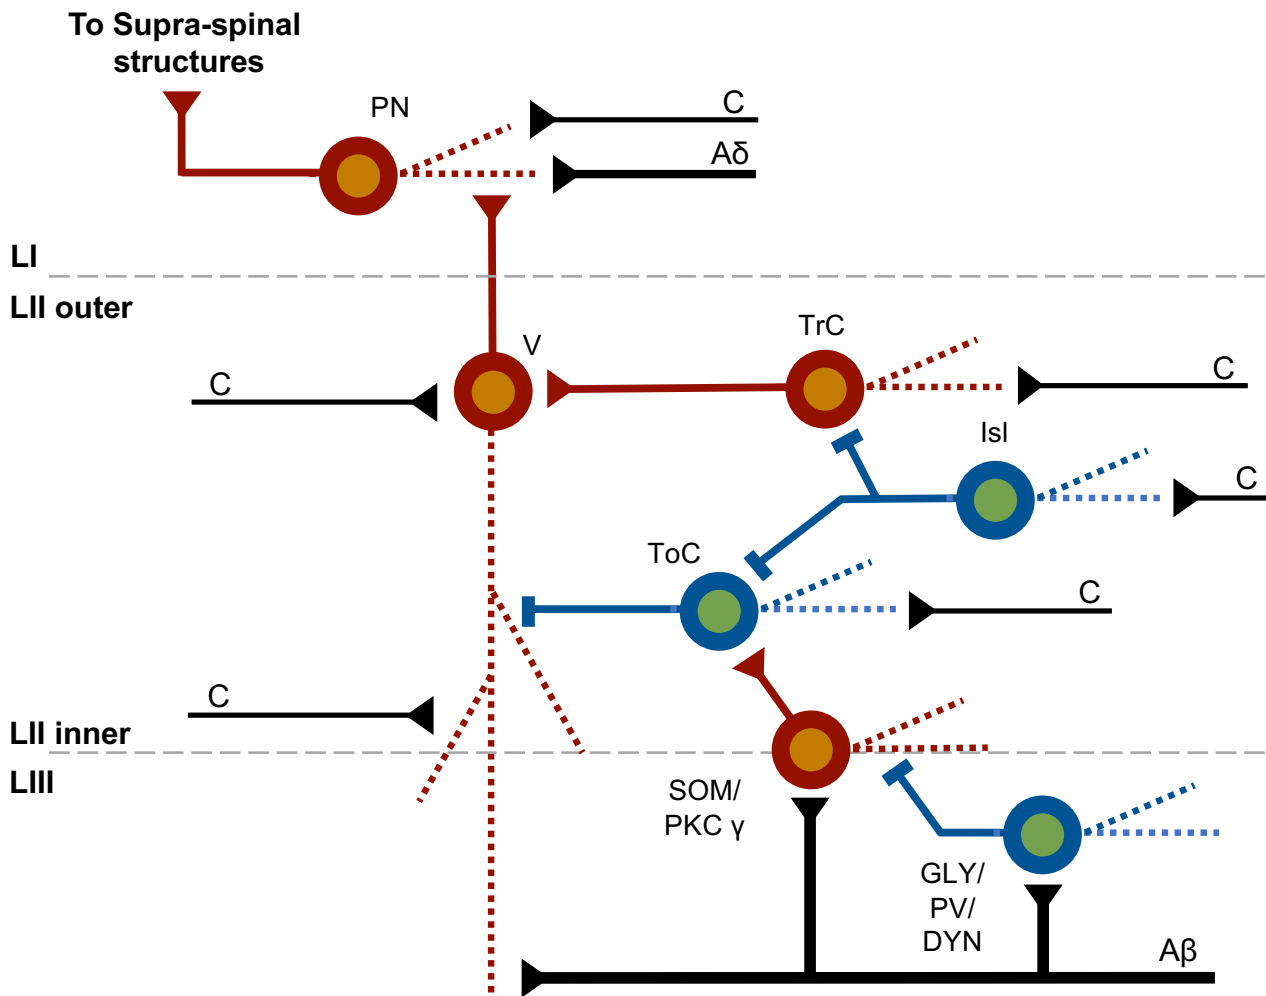 To Supra-spinal
structures
PN
C
Aδ
LI
LII outer
V
TrC
C
C
Isl
C
ToC
C
C
LII inner
LIII
SOM/
PKC γ
GLY/
PV/
DYN
Aβ